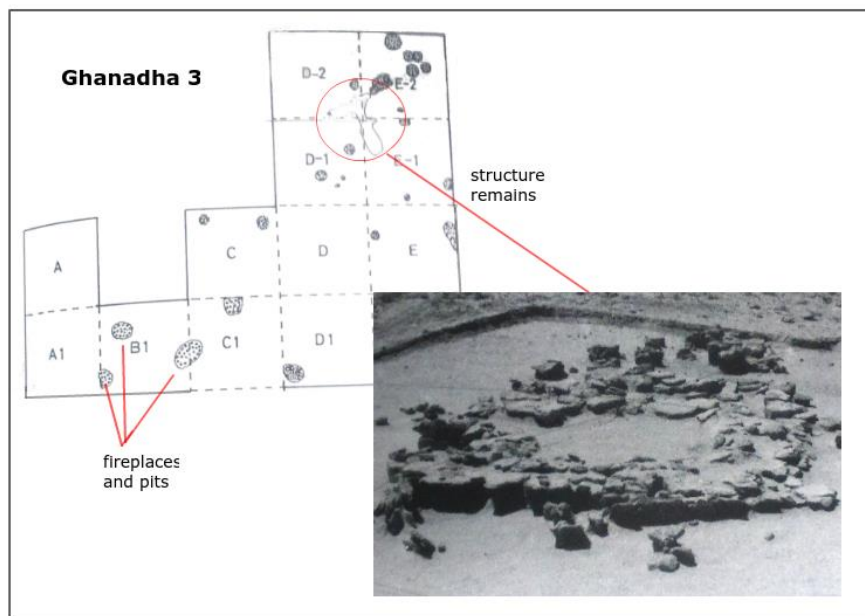 Ghanadha 3
D-2
E-2
D-1
E-1
structure
remains
A
C
D
E
A1
B1
C1
D1
fireplaces
and pits